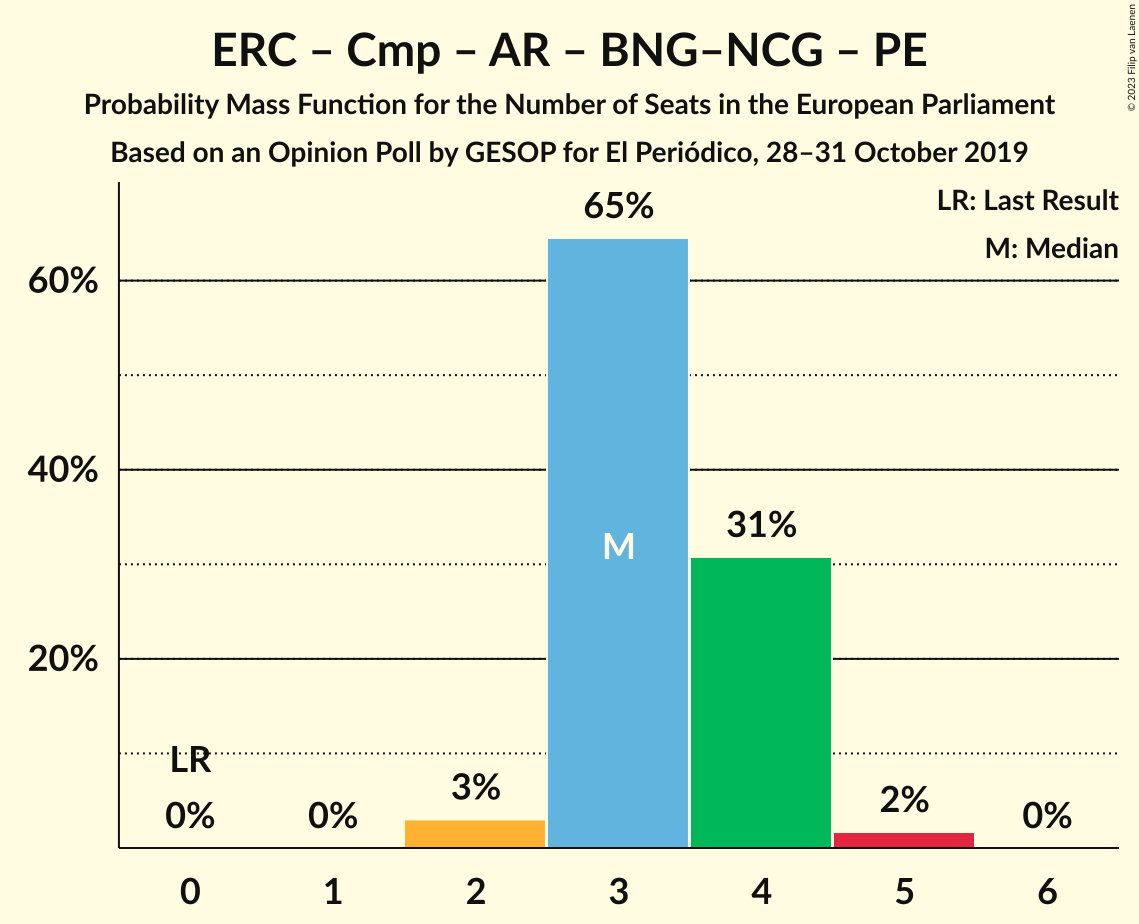 ERC – Cmp – AR – BNG–NCG – PE
Probability Mass Function for the Number of Seats in the European Parliament
Based on an Opinion Poll by GESOP for El Periódico, 28–31 October 2019
© 2023 Filip van Laenen
LR: Last Result
M: Median
65%
60%
40%
31%
M
20%
LR
3%
2%
0%
0%
0%
0
1
2
3
4
5
6